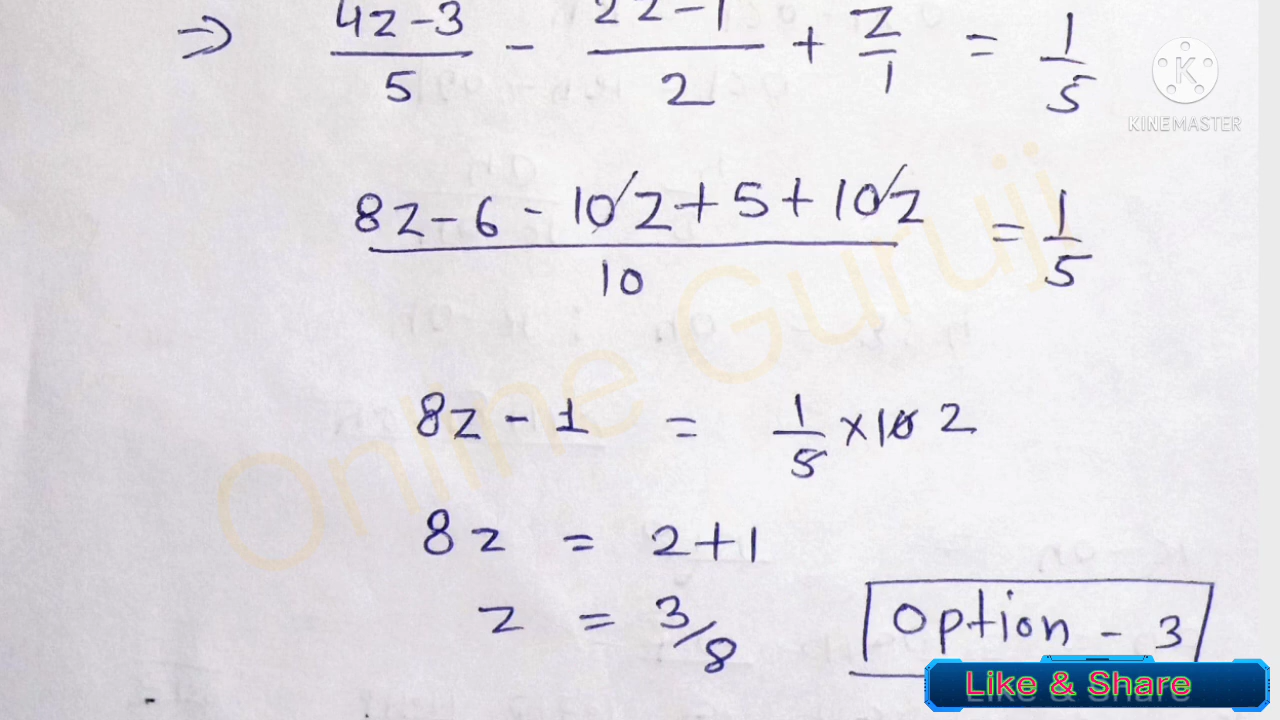 ⇒ (4z-3)/5 - (2z-1)/2 + z/1 = 1/5
KINEMASTER
(8z-6-10z+5+10z)/10 = 1/5
8z-1 = 1/5 × 10 2
8z = 2+1
z = 3/8
Option - 3
Online Guruji
Like & Share